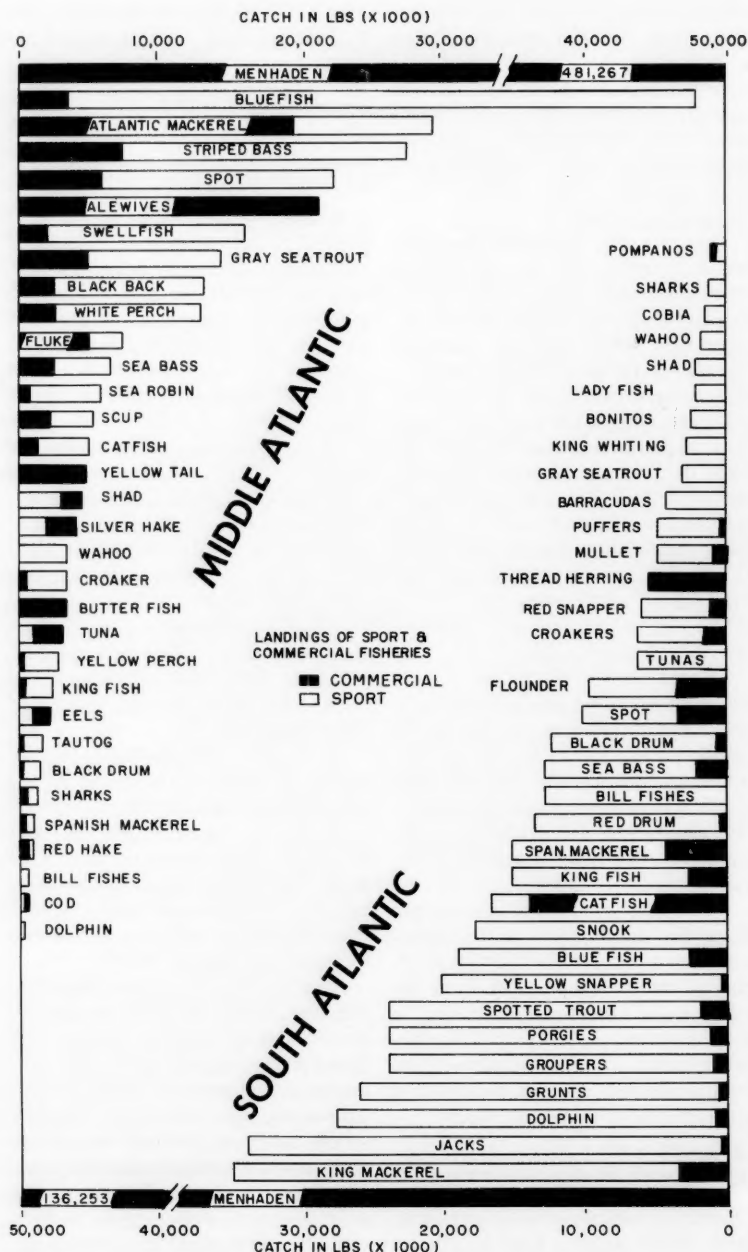 CATCH IN LBS (X 1000)
0 10,000 20,000 30,000 40,000 50,000
MENHADEN 481,267
BLUEFISH
ATLANTIC MACKEREL
STRIPED BASS
SPOT
ALEWIVES
SWELLFISH
GRAY SEATROUT
BLACK BACK
WHITE PERCH
FLUKE
SEA BASS
SEA ROBIN
SCUP
CATFISH
YELLOW TAIL
SHAD
SILVER HAKE
WAHOO
CROAKER
BUTTER FISH
TUNA
YELLOW PERCH
KING FISH
EELS
TAUTOG
BLACK DRUM
SHARKS
SPANISH MACKEREL
RED HAKE
BILL FISHES
COD
DOLPHIN
MIDDLE ATLANTIC
LANDINGS OF SPORT &
COMMERCIAL FISHERIES
COMMERCIAL
SPORT
SOUTH ATLANTIC
POMPANOS
SHARKS
COBIA
WAHOO
SHAD
LADY FISH
BONITOS
KING WHITING
GRAY SEATROUT
BARRACUDAS
PUFFERS
MULLET
THREAD HERRING
RED SNAPPER
CROAKERS
TUNAS
FLOUNDER
SPOT
BLACK DRUM
SEA BASS
BILL FISHES
RED DRUM
SPAN. MACKEREL
KING FISH
CATFISH
SNOOK
BLUE FISH
YELLOW SNAPPER
SPOTTED TROUT
PORGIES
GROUPERS
GRUNTS
DOLPHIN
JACKS
KING MACKEREL
136,253 MENHADEN
50,000 40,000 30,000 20,000 10,000 0
CATCH IN LBS (X 1000)